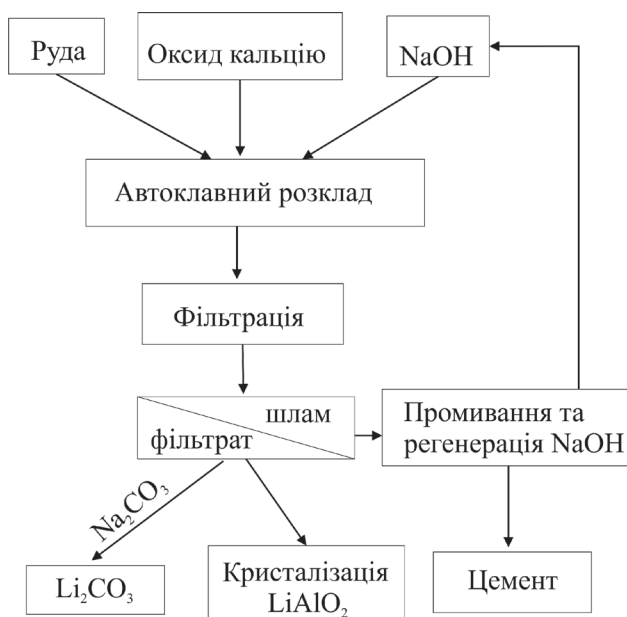 Руда
Оксид кальцію
NaOH
Автоклавний розклад
Фільтрація
шлам
фільтрат
Промивання та
регенерація NaOH
Na₂CO₃
Li₂CO₃
Кристалізація
LiAlO₂
Цемент